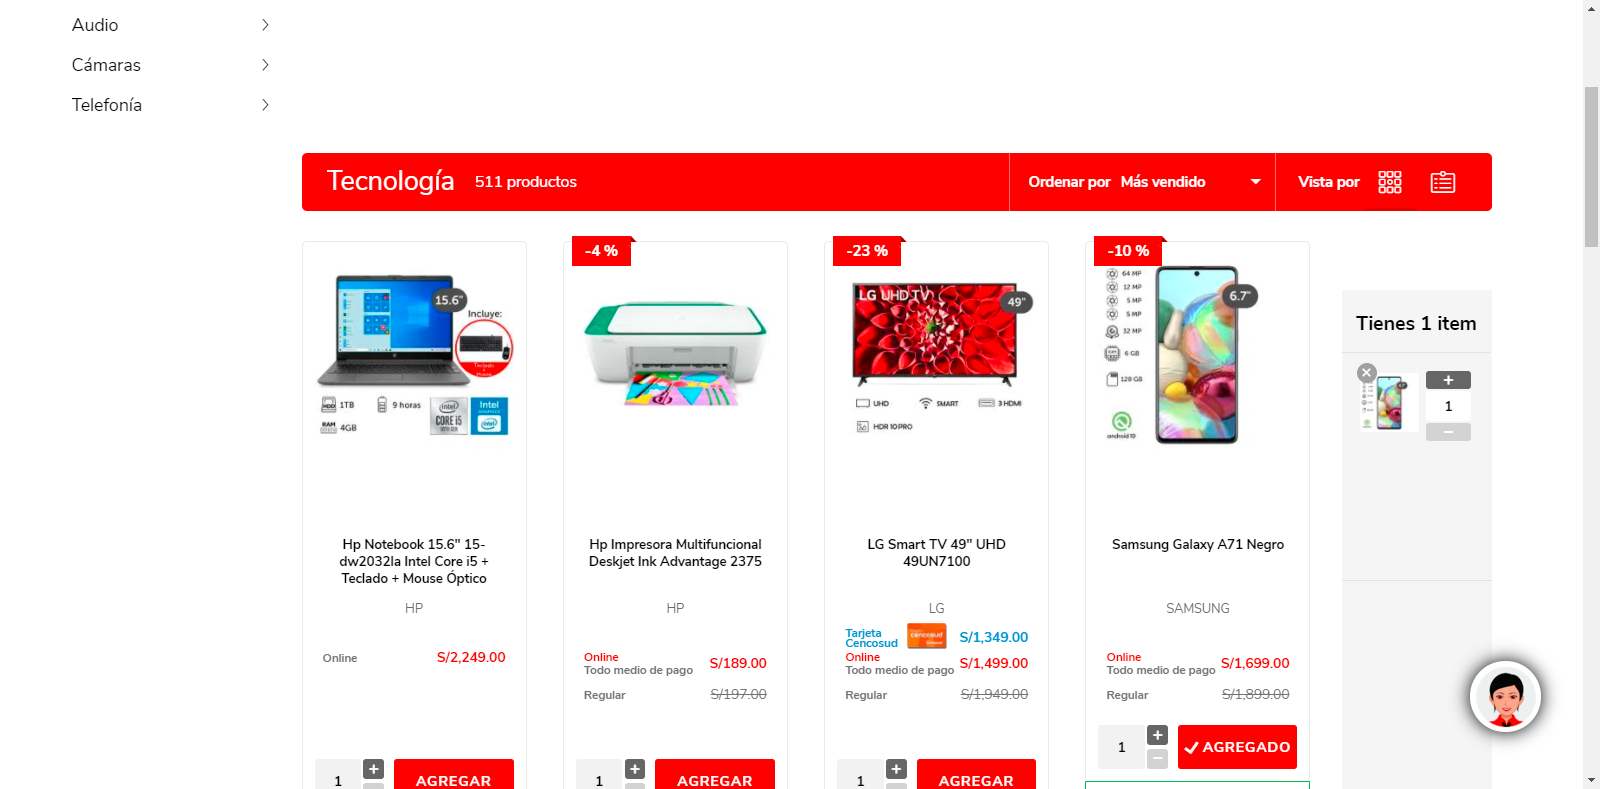 Audio
Cámaras
Telefonía
Tecnología 511 productos Ordenar por Más vendido Vista por
15.6"
Incluye:
Teclado
+
Mouse
HDD 1TB 9 horas
RAM 4GB
intel CORE i5
Intel
GRAPHICS
intel
Hp Notebook 15.6" 15-
dw2032la Intel Core i5 +
Teclado + Mouse Óptico
HP
Online S/2,249.00
1 + AGREGAR
-4 %
Hp Impresora Multifuncional
Deskjet Ink Advantage 2375
HP
Online
Todo medio de pago S/189.00
Regular S/197.00
1 + AGREGAR
-23 %
LG UHD TV
49"
UHD SMART 3 HDMI
HDR 10 PRO
LG Smart TV 49" UHD
49UN7100
LG
Tarjeta
Cencosud cencosud S/1,349.00
Online
Todo medio de pago S/1,499.00
Regular S/1,949.00
1 + AGREGAR
-10 %
64 MP
12 MP
5 MP
5 MP
32 MP
6 GB
128 GB
android 10
6.7"
Samsung Galaxy A71 Negro
SAMSUNG
Online
Todo medio de pago S/1,699.00
Regular S/1,899.00
1 + − AGREGADO
Tienes 1 item
+
1
−